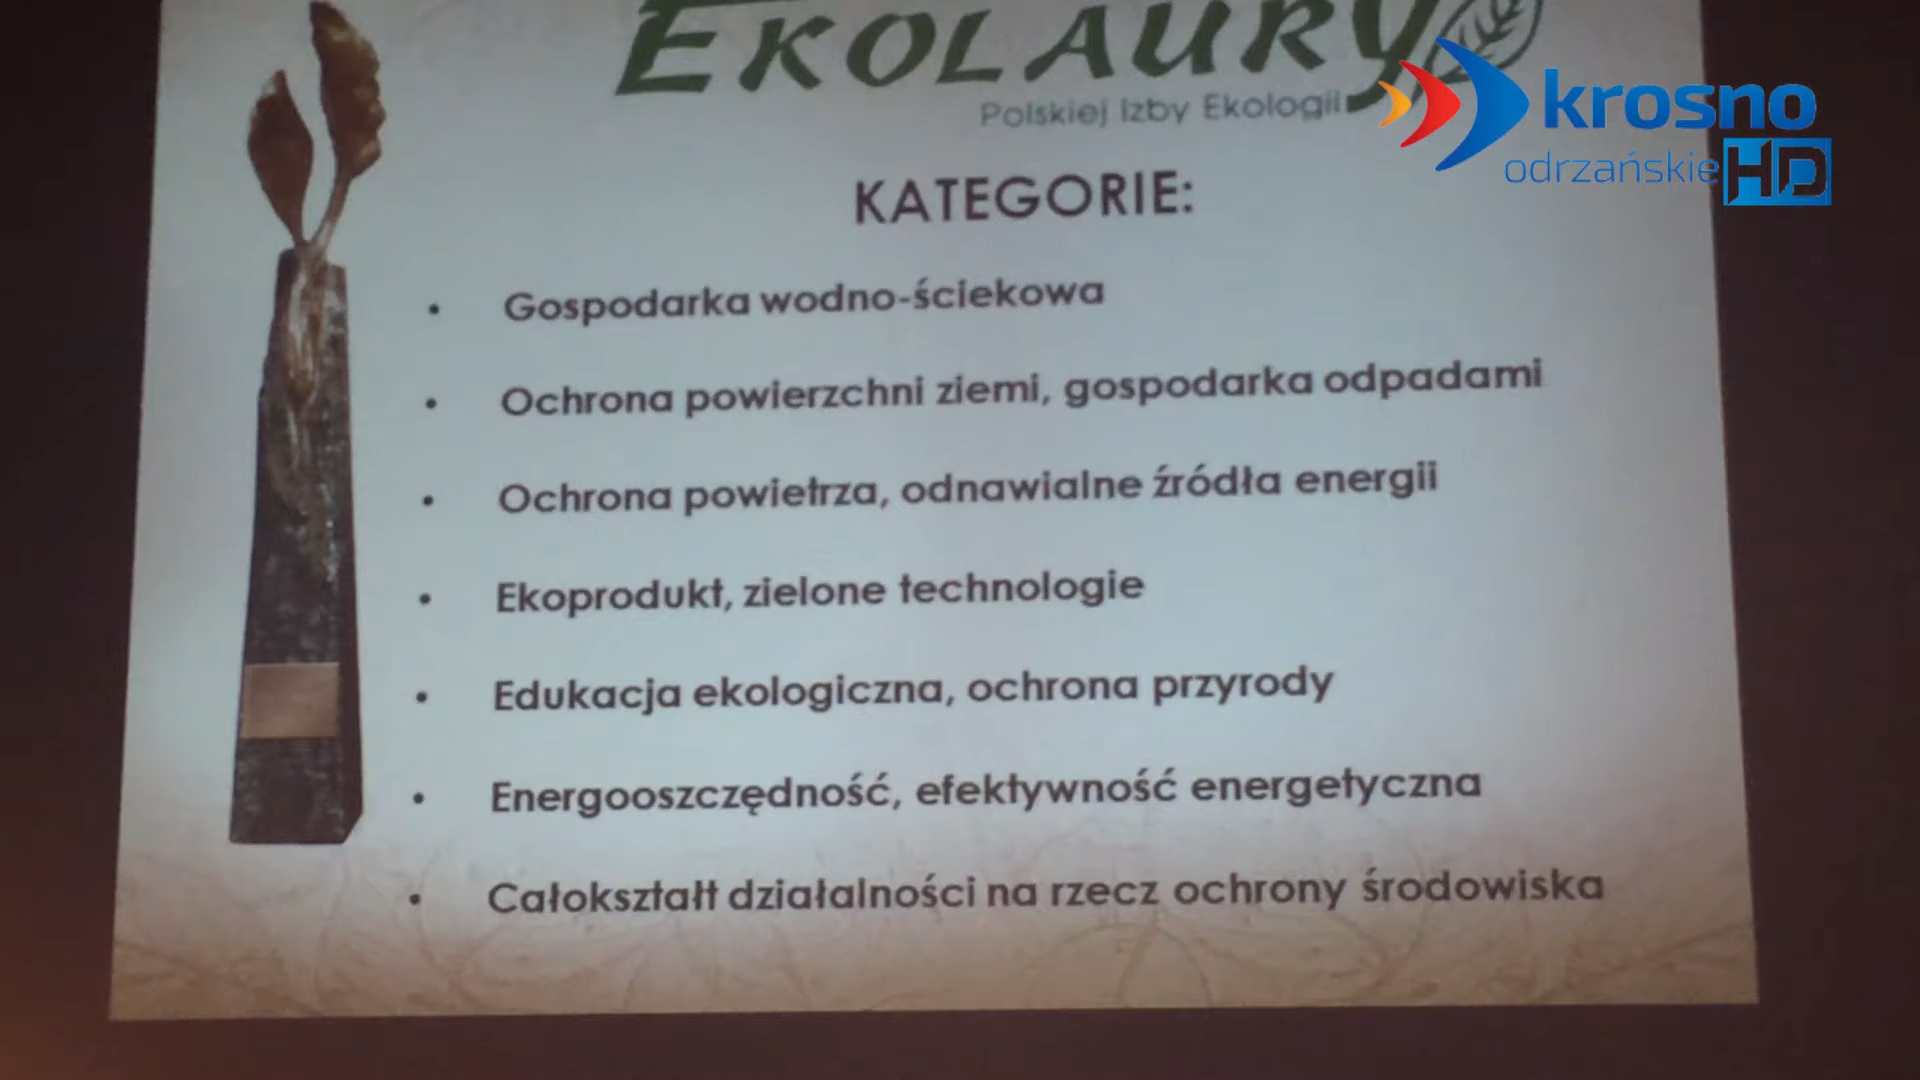 EKOLAURY
Polskiej Izby Ekologii
krosno
odrzańskie HD
KATEGORIE:
• Gospodarka wodno-ściekowa
• Ochrona powierzchni ziemi, gospodarka odpadami
• Ochrona powietrza, odnawialne źródła energii
• Ekoprodukt, zielone technologie
• Edukacja ekologiczna, ochrona przyrody
• Energooszczędność, efektywność energetyczna
• Całokształt działalności na rzecz ochrony środowiska